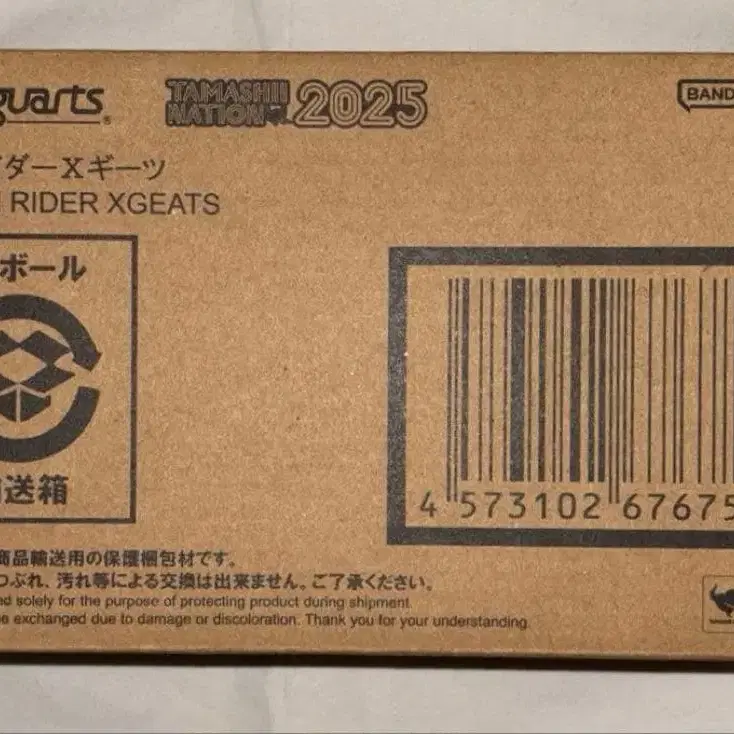 guarts
TAMASHII NATION 2025
BAND
ダーXギーツ
RIDER XGEATS
ボール
送箱
4 573102 67675
商品輸送用の保護梱包材です。
つぶれ、汚れ等による交換は出来ません。ご了承ください。
ed solely for the purpose of protecting product during shipment.
e exchanged due to damage or discoloration. Thank you for your understanding.